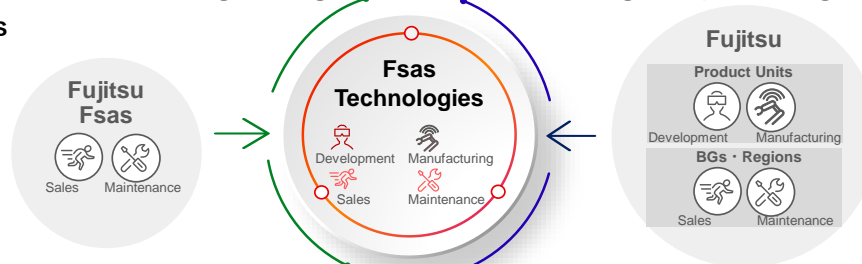 s
Fujitsu
Fsas
Sales Maintenance
Fsas
Technologies
Development Manufacturing
Sales Maintenance
Fujitsu
Product Units
Development Manufacturing
BGs・Regions
Sales Maintenance